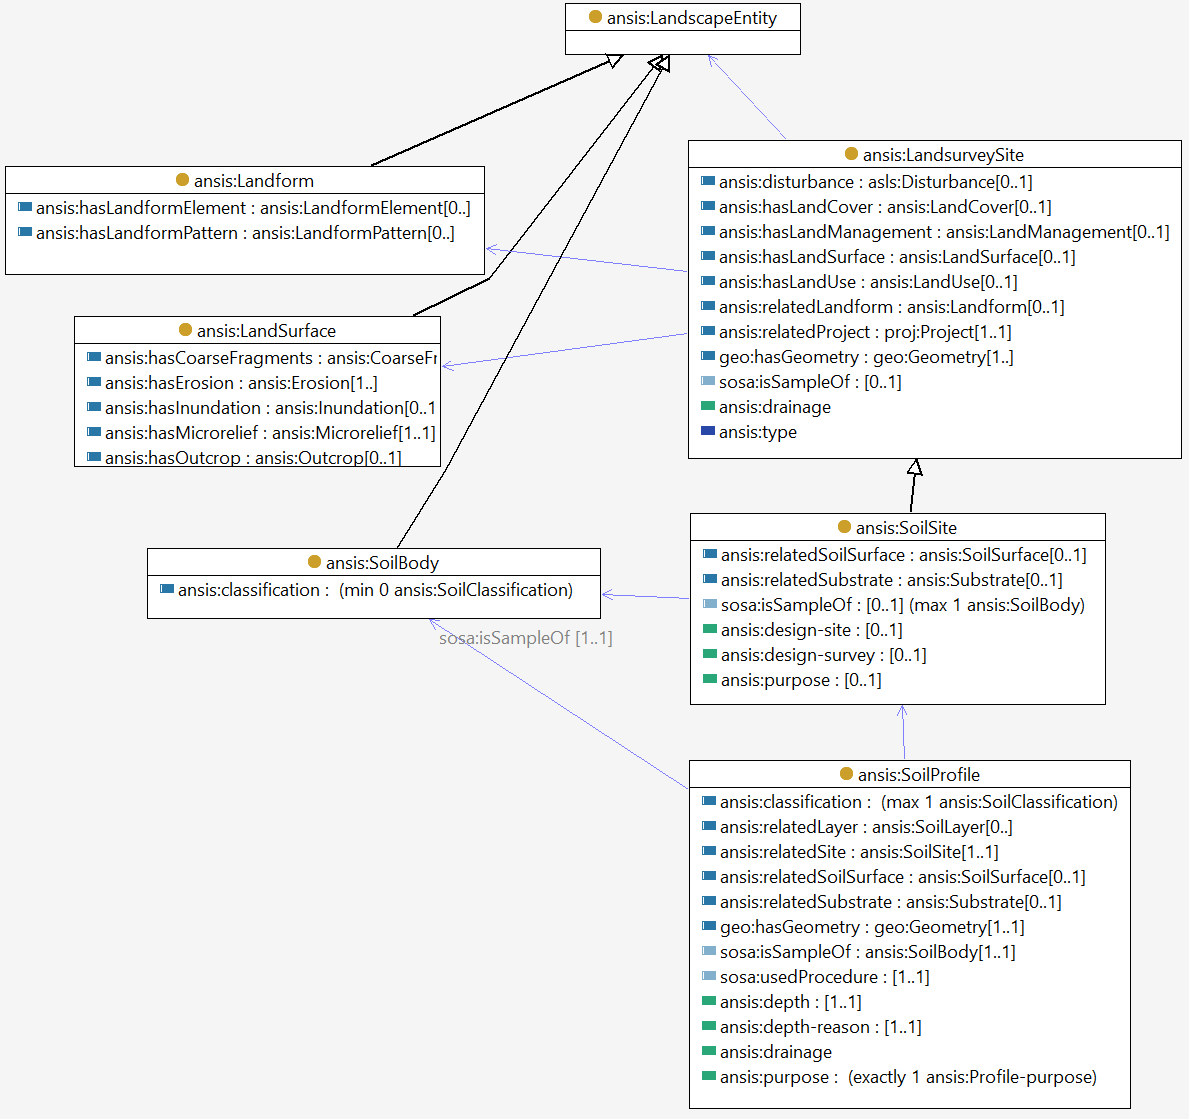 ansis:LandscapeEntity
ansis:LandsurveySite
ansis:disturbance : asls:Disturbance[0..1]
ansis:hasLandCover : ansis:LandCover[0..1]
ansis:hasLandManagement : ansis:LandManagement[0..1]
ansis:hasLandSurface : ansis:LandSurface[0..1]
ansis:hasLandUse : ansis:LandUse[0..1]
ansis:relatedLandform : ansis:Landform[0..1]
ansis:relatedProject : proj:Project[1..1]
geo:hasGeometry : geo:Geometry[1..]
sosa:isSampleOf : [0..1]
ansis:drainage
ansis:type
ansis:Landform
ansis:hasLandformElement : ansis:LandformElement[0..]
ansis:hasLandformPattern : ansis:LandformPattern[0..]
ansis:LandSurface
ansis:hasCoarseFragments : ansis:CoarseFr
ansis:hasErosion : ansis:Erosion[1..]
ansis:hasInundation : ansis:Inundation[0..1
ansis:hasMicrorelief : ansis:Microrelief[1..1]
ansis:hasOutcrop : ansis:Outcrop[0..1]
ansis:SoilSite
ansis:relatedSoilSurface : ansis:SoilSurface[0..1]
ansis:relatedSubstrate : ansis:Substrate[0..1]
sosa:isSampleOf : [0..1] (max 1 ansis:SoilBody)
ansis:design-site : [0..1]
ansis:design-survey : [0..1]
ansis:purpose : [0..1]
ansis:SoilBody
ansis:classification :  (min 0 ansis:SoilClassification)
sosa:isSampleOf [1..1]
ansis:SoilProfile
ansis:classification :  (max 1 ansis:SoilClassification)
ansis:relatedLayer : ansis:SoilLayer[0..]
ansis:relatedSite : ansis:SoilSite[1..1]
ansis:relatedSoilSurface : ansis:SoilSurface[0..1]
ansis:relatedSubstrate : ansis:Substrate[0..1]
geo:hasGeometry : geo:Geometry[1..1]
sosa:isSampleOf : ansis:SoilBody[1..1]
sosa:usedProcedure : [1..1]
ansis:depth : [1..1]
ansis:depth-reason : [1..1]
ansis:drainage
ansis:purpose :  (exactly 1 ansis:Profile-purpose)